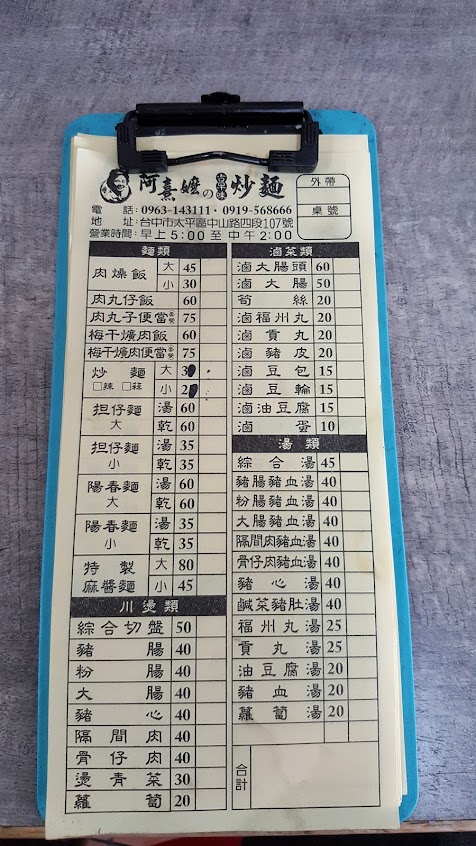 阿熹嬤の古早味炒麵
外帶
桌號
電話:0963-143111・0919-568666
地址:台中市太平區中山路四段107號
營業時間:早上5:00至中午2:00
麵類
肉燥飯 大 45
小 30
肉丸仔飯 60
肉丸子便當 75
梅干爌肉飯 60
梅干爌肉便當 75
炒麵 大 3
□辣 □ 小 2
担仔麵 湯 60
大 乾 60
担仔麵 湯 35
小 乾 35
陽春麵 湯 60
大 乾 60
陽春麵 湯 35
小 乾 35
特製 大 80
麻醬麵 小 45
川燙類
綜合切盤 50
豬腸 40
粉腸 40
大腸 40
豬心 40
隔間肉 40
骨仔肉 40
燙青菜 30
蘿蔔 20
滷菜類
滷大腸頭 60
滷大腸 50
筍絲 20
滷福州丸 20
滷貢丸 20
滷豬皮 20
滷豆包 15
滷豆輪 15
滷油豆腐 15
滷蛋 10
湯類
綜合湯 45
豬腸豬血湯 40
粉腸豬血湯 40
大腸豬血湯 40
隔間肉豬血湯 40
骨仔肉豬血湯 40
豬心湯 40
鹹菜豬肚湯 40
福州丸湯 25
貢丸湯 25
油豆腐湯 20
豬血湯 20
蘿蔔湯 20
合計